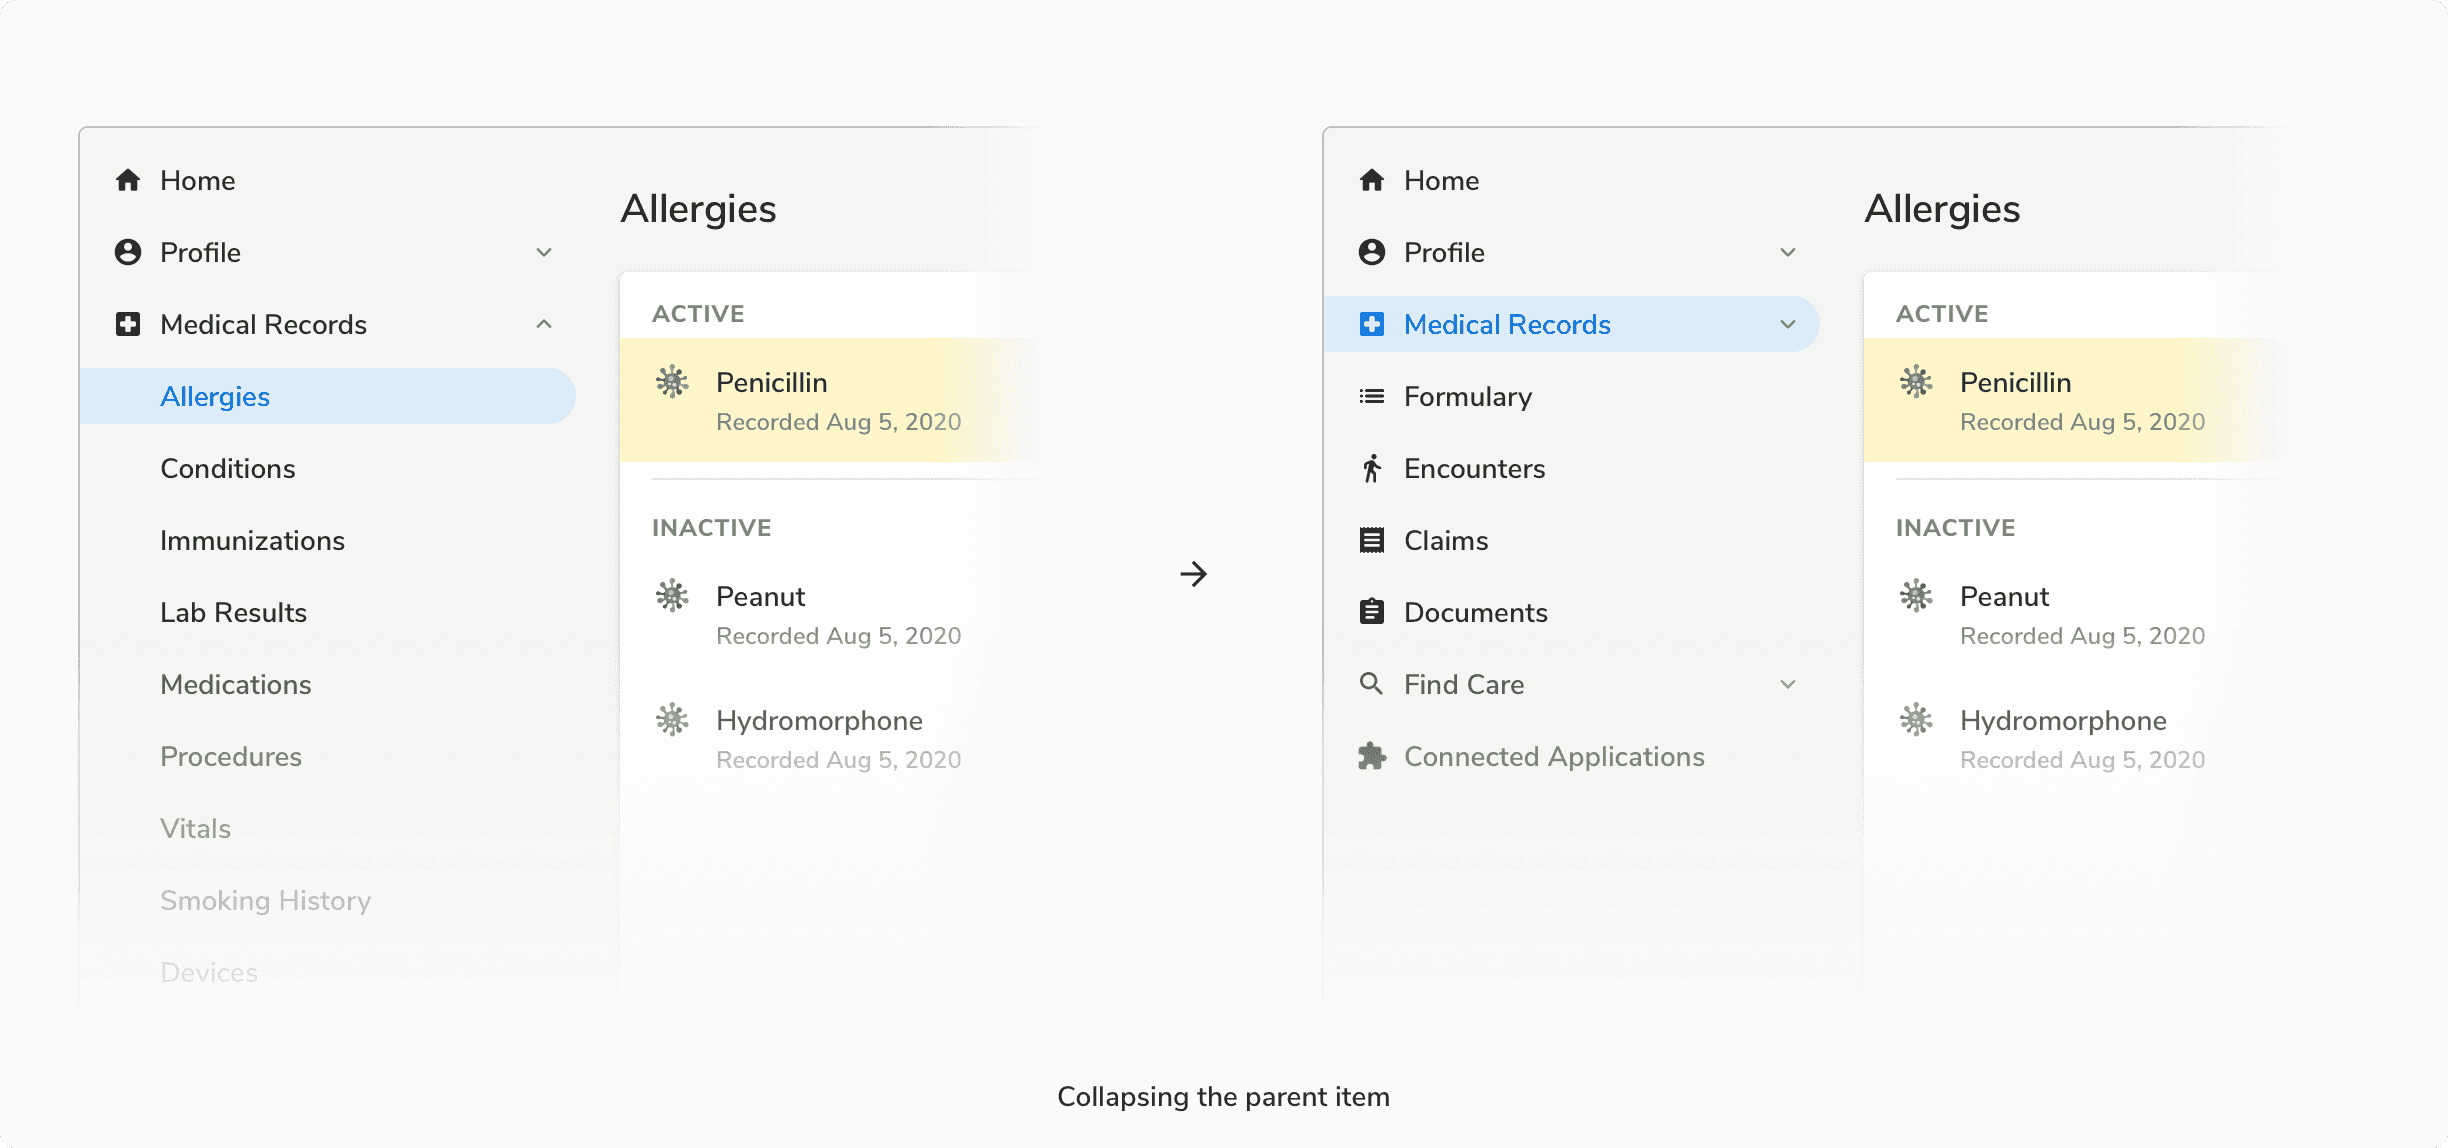 Home
Profile
Medical Records
Allergies
Conditions
Immunizations
Lab Results
Medications
Procedures
Vitals
Smoking History
Devices
Allergies
ACTIVE
Penicillin
Recorded Aug 5, 2020
INACTIVE
Peanut
Recorded Aug 5, 2020
Hydromorphone
Recorded Aug 5, 2020
Home
Profile
Medical Records
Formulary
Encounters
Claims
Documents
Find Care
Connected Applications
Allergies
ACTIVE
Penicillin
Recorded Aug 5, 2020
INACTIVE
Peanut
Recorded Aug 5, 2020
Hydromorphone
Recorded Aug 5, 2020
Collapsing the parent item